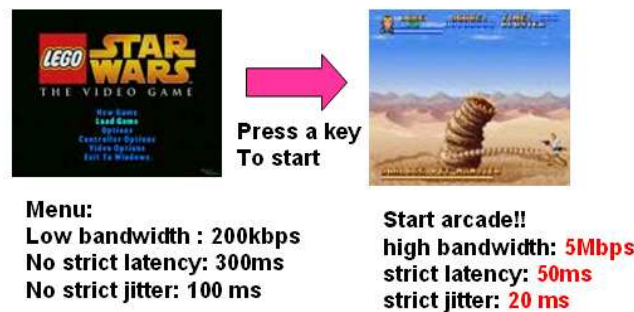 LEGO STAR
WARS
THE VIDEO GAME
New Game
Load Game
Options
Controller Options
Video Options
Exit To Windows
Press a key
To start
Menu:
Low bandwidth : 200kbps
No strict latency: 300ms
No strict jitter: 100 ms
Start arcade!!
high bandwidth: 5Mbps
strict latency: 50ms
strict jitter: 20 ms